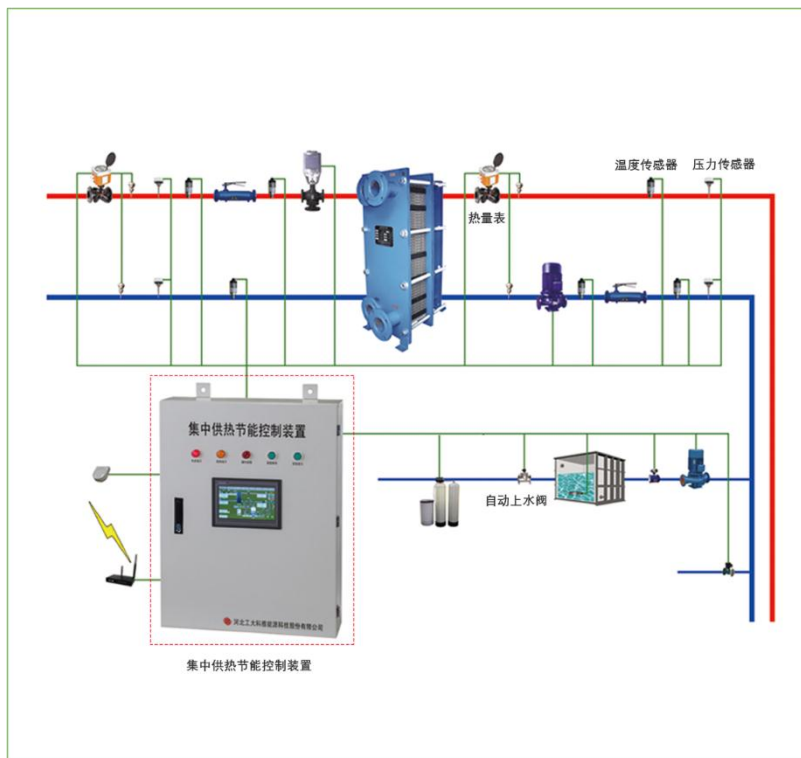 温度传感器 压力传感器
热量表
集中供热节能控制装置
自动上水阀
河北工大科雅能源科技股份有限公司
集中供热节能控制装置